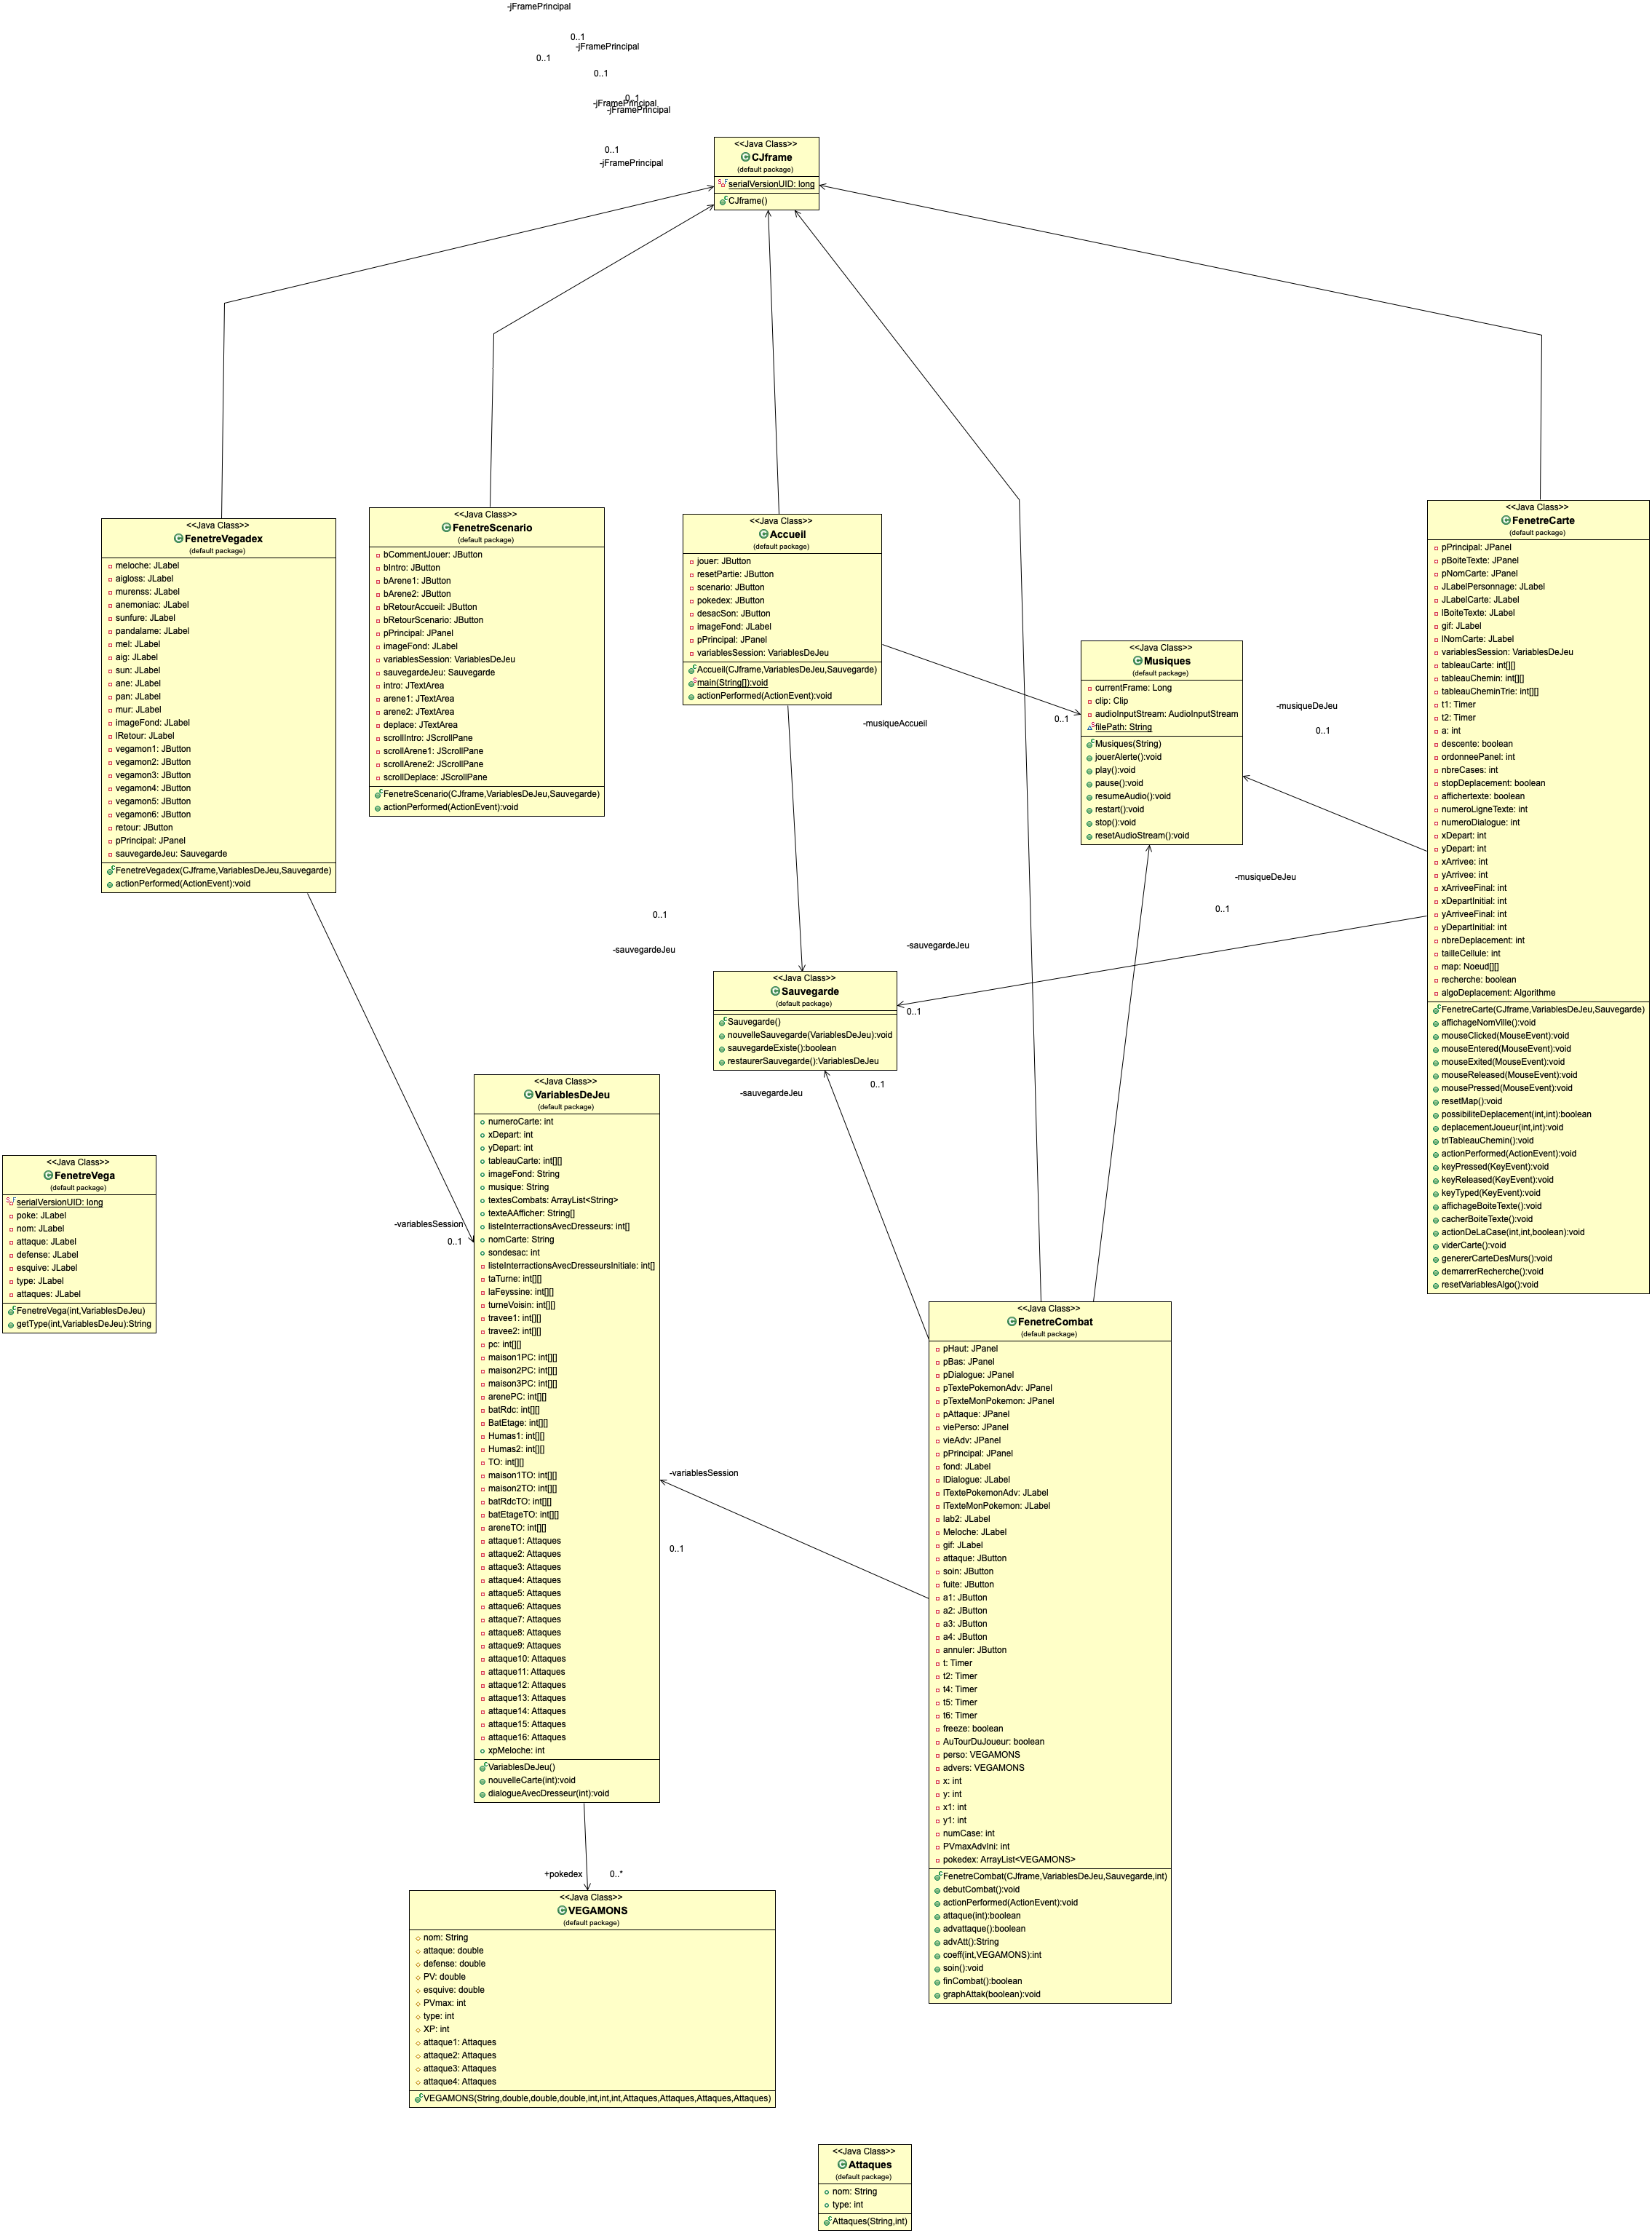 -jFramePrincipal
0..1
-jFramePrincipal
0..1
0..1
0..1
-jFramePrincipal
-jFramePrincipal
0..1
-jFramePrincipal
<<Java Class>>
CJframe
(default package)
serialVersionUID: long
CJframe()
<<Java Class>>
FenetreVegadex
(default package)
meloche: JLabel
aigloss: JLabel
murenss: JLabel
anemoniac: JLabel
sunfure: JLabel
pandalame: JLabel
mel: JLabel
aig: JLabel
sun: JLabel
ane: JLabel
pan: JLabel
mur: JLabel
imageFond: JLabel
lRetour: JLabel
vegamon1: JButton
vegamon2: JButton
vegamon3: JButton
vegamon4: JButton
vegamon5: JButton
vegamon6: JButton
retour: JButton
pPrincipal: JPanel
sauvegardeJeu: Sauvegarde
FenetreVegadex(CJframe,VariablesDeJeu,Sauvegarde)
actionPerformed(ActionEvent):void
<<Java Class>>
FenetreScenario
(default package)
bCommentJouer: JButton
bIntro: JButton
bArene1: JButton
bArene2: JButton
bRetourAccueil: JButton
bRetourScenario: JButton
pPrincipal: JPanel
imageFond: JLabel
variablesSession: VariablesDeJeu
sauvegardeJeu: Sauvegarde
intro: JTextArea
arene1: JTextArea
arene2: JTextArea
deplace: JTextArea
scrollIntro: JScrollPane
scrollArene1: JScrollPane
scrollArene2: JScrollPane
scrollDeplace: JScrollPane
FenetreScenario(CJframe,VariablesDeJeu,Sauvegarde)
actionPerformed(ActionEvent):void
<<Java Class>>
Accueil
(default package)
jouer: JButton
resetPartie: JButton
scenario: JButton
pokedex: JButton
desacSon: JButton
imageFond: JLabel
pPrincipal: JPanel
variablesSession: VariablesDeJeu
Accueil(CJframe,VariablesDeJeu,Sauvegarde)
main(String[]):void
actionPerformed(ActionEvent):void
-musiqueAccueil
0..1
<<Java Class>>
Musiques
(default package)
currentFrame: Long
clip: Clip
audioInputStream: AudioInputStream
filePath: String
Musiques(String)
jouerAlerte():void
play():void
pause():void
resumeAudio():void
restart():void
stop():void
resetAudioStream():void
-musiqueDeJeu
0..1
-musiqueDeJeu
0..1
<<Java Class>>
FenetreCarte
(default package)
pPrincipal: JPanel
pBoiteTexte: JPanel
pNomCarte: JPanel
JLabelPersonnage: JLabel
JLabelCarte: JLabel
lBoiteTexte: JLabel
gif: JLabel
lNomCarte: JLabel
variablesSession: VariablesDeJeu
tableauCarte: int[][]
tableauChemin: int[][]
tableauCheminTrie: int[][]
t1: Timer
t2: Timer
a: int
descente: boolean
ordonneePanel: int
nbreCases: int
stopDeplacement: boolean
affichertexte: boolean
numeroLigneTexte: int
numeroDialogue: int
xDepart: int
yDepart: int
xArrivee: int
yArrivee: int
xArriveeFinal: int
xDepartInitial: int
yArriveeFinal: int
yDepartInitial: int
nbreDeplacement: int
tailleCellule: int
map: Noeud[][]
recherche: boolean
algoDeplacement: Algorithme
FenetreCarte(CJframe,VariablesDeJeu,Sauvegarde)
affichageNomVille():void
mouseClicked(MouseEvent):void
mouseEntered(MouseEvent):void
mouseExited(MouseEvent):void
mouseReleased(MouseEvent):void
mousePressed(MouseEvent):void
resetMap():void
possibiliteDeplacement(int,int):boolean
deplacementJoueur(int,int):void
triTableauChemin():void
actionPerformed(ActionEvent):void
keyPressed(KeyEvent):void
keyReleased(KeyEvent):void
keyTyped(KeyEvent):void
affichageBoiteTexte():void
cacherBoiteTexte():void
actionDeLaCase(int,int,boolean):void
viderCarte():void
genererCarteDesMurs():void
demarrerRecherche():void
resetVariablesAlgo():void
0..1
-sauvegardeJeu
-sauvegardeJeu
0..1
<<Java Class>>
Sauvegarde
(default package)
Sauvegarde()
nouvelleSauvegarde(VariablesDeJeu):void
sauvegardeExiste():boolean
restaurerSauvegarde():VariablesDeJeu
0..1
-sauvegardeJeu
<<Java Class>>
FenetreVega
(default package)
serialVersionUID: long
poke: JLabel
nom: JLabel
attaque: JLabel
defense: JLabel
esquive: JLabel
type: JLabel
attaques: JLabel
FenetreVega(int,VariablesDeJeu)
getType(int,VariablesDeJeu):String
-variablesSession
0..1
<<Java Class>>
VariablesDeJeu
(default package)
numeroCarte: int
xDepart: int
yDepart: int
tableauCarte: int[][]
imageFond: String
musique: String
textesCombats: ArrayList<String>
texteAAfficher: String[]
listeInterractionsAvecDresseurs: int[]
nomCarte: String
sondesac: int
listeInterractionsAvecDresseursInitiale: int[]
taTurne: int[][]
laFeyssine: int[][]
turneVoisin: int[][]
travee1: int[][]
travee2: int[][]
pc: int[][]
maison1PC: int[][]
maison2PC: int[][]
maison3PC: int[][]
arenePC: int[][]
batRdc: int[][]
BatEtage: int[][]
Humas1: int[][]
Humas2: int[][]
TO: int[][]
maison1TO: int[][]
maison2TO: int[][]
batRdcTO: int[][]
batEtageTO: int[][]
areneTO: int[][]
attaque1: Attaques
attaque2: Attaques
attaque3: Attaques
attaque4: Attaques
attaque5: Attaques
attaque6: Attaques
attaque7: Attaques
attaque8: Attaques
attaque9: Attaques
attaque10: Attaques
attaque11: Attaques
attaque12: Attaques
attaque13: Attaques
attaque14: Attaques
attaque15: Attaques
attaque16: Attaques
xpMeloche: int
VariablesDeJeu()
nouvelleCarte(int):void
dialogueAvecDresseur(int):void
-variablesSession
0..1
<<Java Class>>
FenetreCombat
(default package)
pHaut: JPanel
pBas: JPanel
pDialogue: JPanel
pTextePokemonAdv: JPanel
pTexteMonPokemon: JPanel
pAttaque: JPanel
viePerso: JPanel
vieAdv: JPanel
pPrincipal: JPanel
fond: JLabel
lDialogue: JLabel
lTextePokemonAdv: JLabel
lTexteMonPokemon: JLabel
lab2: JLabel
Meloche: JLabel
gif: JLabel
attaque: JButton
soin: JButton
fuite: JButton
a1: JButton
a2: JButton
a3: JButton
a4: JButton
annuler: JButton
t: Timer
t2: Timer
t4: Timer
t5: Timer
t6: Timer
freeze: boolean
AuTourDuJoueur: boolean
perso: VEGAMONS
advers: VEGAMONS
x: int
y: int
x1: int
y1: int
numCase: int
PVmaxAdvIni: int
pokedex: ArrayList<VEGAMONS>
FenetreCombat(CJframe,VariablesDeJeu,Sauvegarde,int)
debutCombat():void
actionPerformed(ActionEvent):void
attaque(int):boolean
advattaque():boolean
advAtt():String
coeff(int,VEGAMONS):int
soin():void
finCombat():boolean
graphAttak(boolean):void
+pokedex
0..*
<<Java Class>>
VEGAMONS
(default package)
nom: String
attaque: double
defense: double
PV: double
esquive: double
PVmax: int
type: int
XP: int
attaque1: Attaques
attaque2: Attaques
attaque3: Attaques
attaque4: Attaques
VEGAMONS(String,double,double,double,int,int,int,Attaques,Attaques,Attaques,Attaques)
<<Java Class>>
Attaques
(default package)
nom: String
type: int
Attaques(String,int)